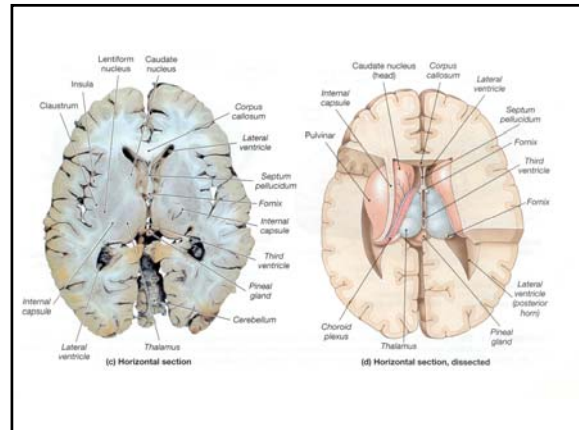 Lentiform
nucleus
Caudate
nucleus
Insula
Claustrum
Corpus
callosum
Lateral
ventricle
Septum
pellucidum
Fornix
Internal
capsule
Third
ventricle
Pineal
gland
Cerebellum
Internal
capsule
Lateral
ventricle
Thalamus
(c) Horizontal section
Caudate nucleus
(head)
Corpus
callosum
Internal
capsule
Lateral
ventricle
Pulvinar
Septum
pellucidum
Fornix
Third
ventricle
Fornix
Lateral
ventricle
(posterior
horn)
Choroid
plexus
Thalamus
Pineal
gland
(d) Horizontal section, dissected